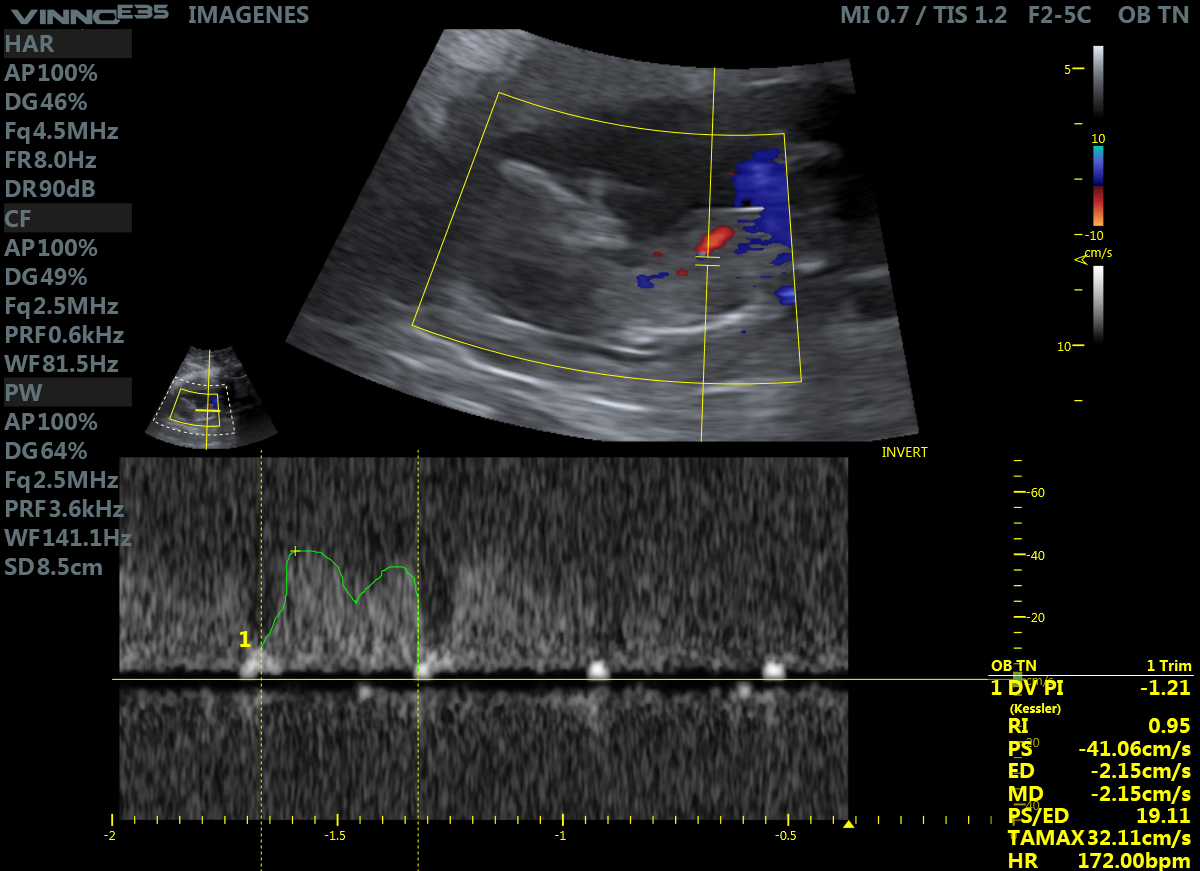 VINNO E35 IMAGENES MI 0.7 / TIS 1.2 F2-5C OB TN
HAR
AP100%
DG46%
Fq4.5MHz
FR8.0Hz
DR90dB
CF
AP100%
DG49%
Fq2.5MHz
PRF0.6kHz
WF81.5Hz
PW
AP100%
DG64%
Fq2.5MHz
PRF3.6kHz
WF141.1Hz
SD8.5cm
5
10
-10
cm/s
10
INVERT
-60
-40
-20
cm/s
20
40
1
-2 -1.5 -1 -0.5
OB TN 1 Trim
1 DV PI -1.21
(Kessler)
RI 0.95
PS -41.06cm/s
ED -2.15cm/s
MD -2.15cm/s
PS/ED 19.11
TAMAX 32.11cm/s
HR 172.00bpm